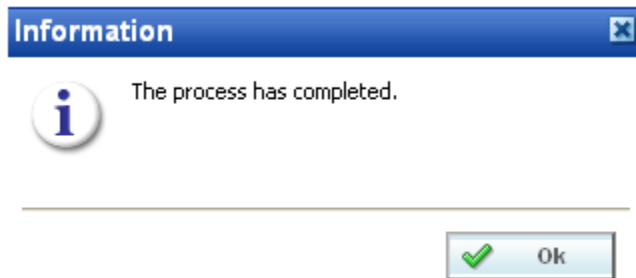 Information
The process has completed.
Ok